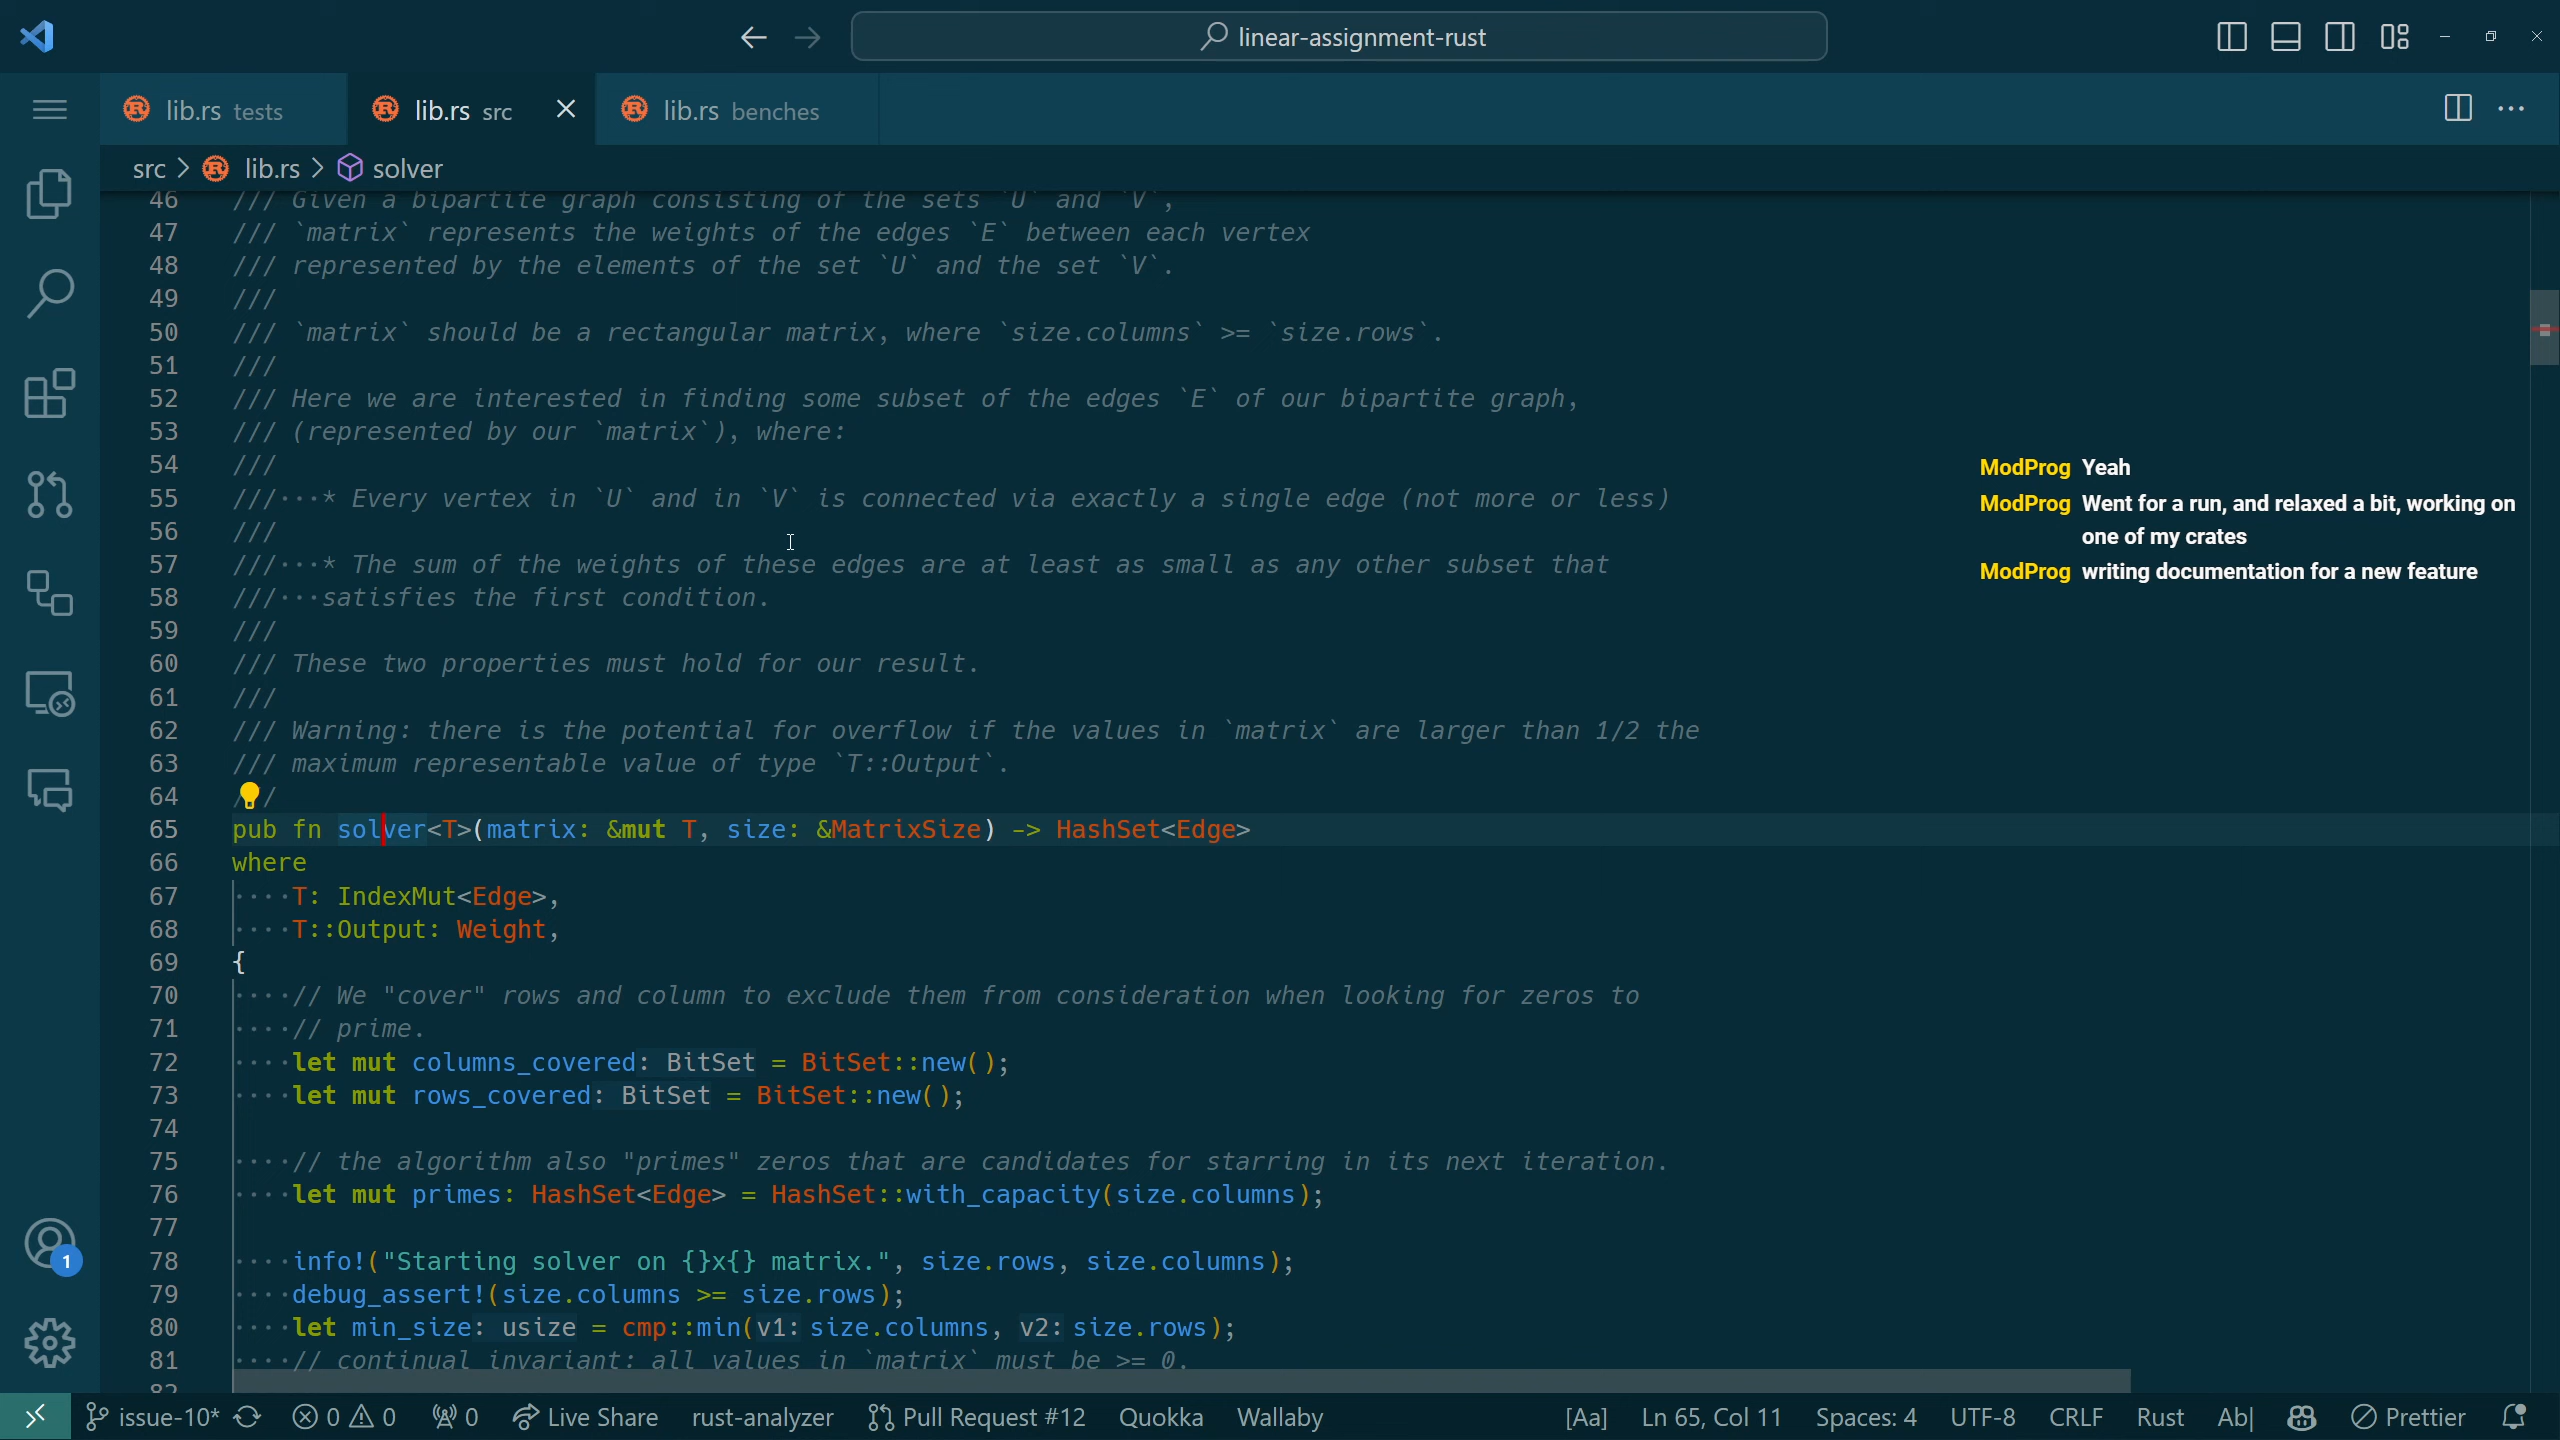 linear-assignment-rust
lib.rs tests
lib.rs src
lib.rs benches
src > lib.rs > solver
46 /// Given a bipartite graph consisting of the sets `U` and `V`,
47 /// `matrix` represents the weights of the edges `E` between each vertex
48 /// represented by the elements of the set `U` and the set `V`.
49 ///
50 /// `matrix` should be a rectangular matrix, where `size.columns` >= `size.rows`.
51 ///
52 /// Here we are interested in finding some subset of the edges `E` of our bipartite graph,
53 /// (represented by our `matrix`), where:
54 ///
55 ///···* Every vertex in `U` and in `V` is connected via exactly a single edge (not more or less)
56 ///
57 ///···* The sum of the weights of these edges are at least as small as any other subset that
58 ///···satisfies the first condition.
59 ///
60 /// These two properties must hold for our result.
61 ///
62 /// Warning: there is the potential for overflow if the values in `matrix` are larger than 1/2 the
63 /// maximum representable value of type `T::Output`.
64 ///
65 pub fn solver<T>(matrix: &mut T, size: &MatrixSize) -> HashSet<Edge>
66 where
67 ····T: IndexMut<Edge>,
68 ····T::Output: Weight,
69 {
70 ····// We "cover" rows and column to exclude them from consideration when looking for zeros to
71 ····// prime.
72 ····let mut columns_covered: BitSet = BitSet::new();
73 ····let mut rows_covered: BitSet = BitSet::new();
74
75 ····// the algorithm also "primes" zeros that are candidates for starring in its next iteration.
76 ····let mut primes: HashSet<Edge> = HashSet::with_capacity(size.columns);
77
78 ····info!("Starting solver on {}x{} matrix.", size.rows, size.columns);
79 ····debug_assert!(size.columns >= size.rows);
80 ····let min_size: usize = cmp::min(v1: size.columns, v2: size.rows);
81 ····// continual invariant: all values in `matrix` must be >= 0.
82
ModProg Yeah
ModProg Went for a run, and relaxed a bit, working on
one of my crates
ModProg writing documentation for a new feature
1
issue-10* 0 0 0 Live Share rust-analyzer Pull Request #12 Quokka Wallaby [Aa] Ln 65, Col 11 Spaces: 4 UTF-8 CRLF Rust Ab| Prettier